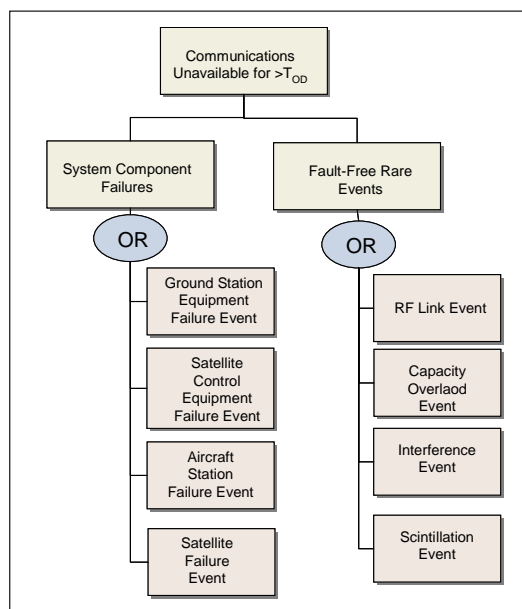 Communications
Unavailable for >TOD
System Component
Failures
OR
Ground Station
Equipment
Failure Event
Satellite
Control
Equipment
Failure Event
Aircraft
Station
Failure Event
Satellite
Failure
Event
Fault-Free Rare
Events
OR
RF Link Event
Capacity
Overlaod
Event
Interference
Event
Scintillation
Event